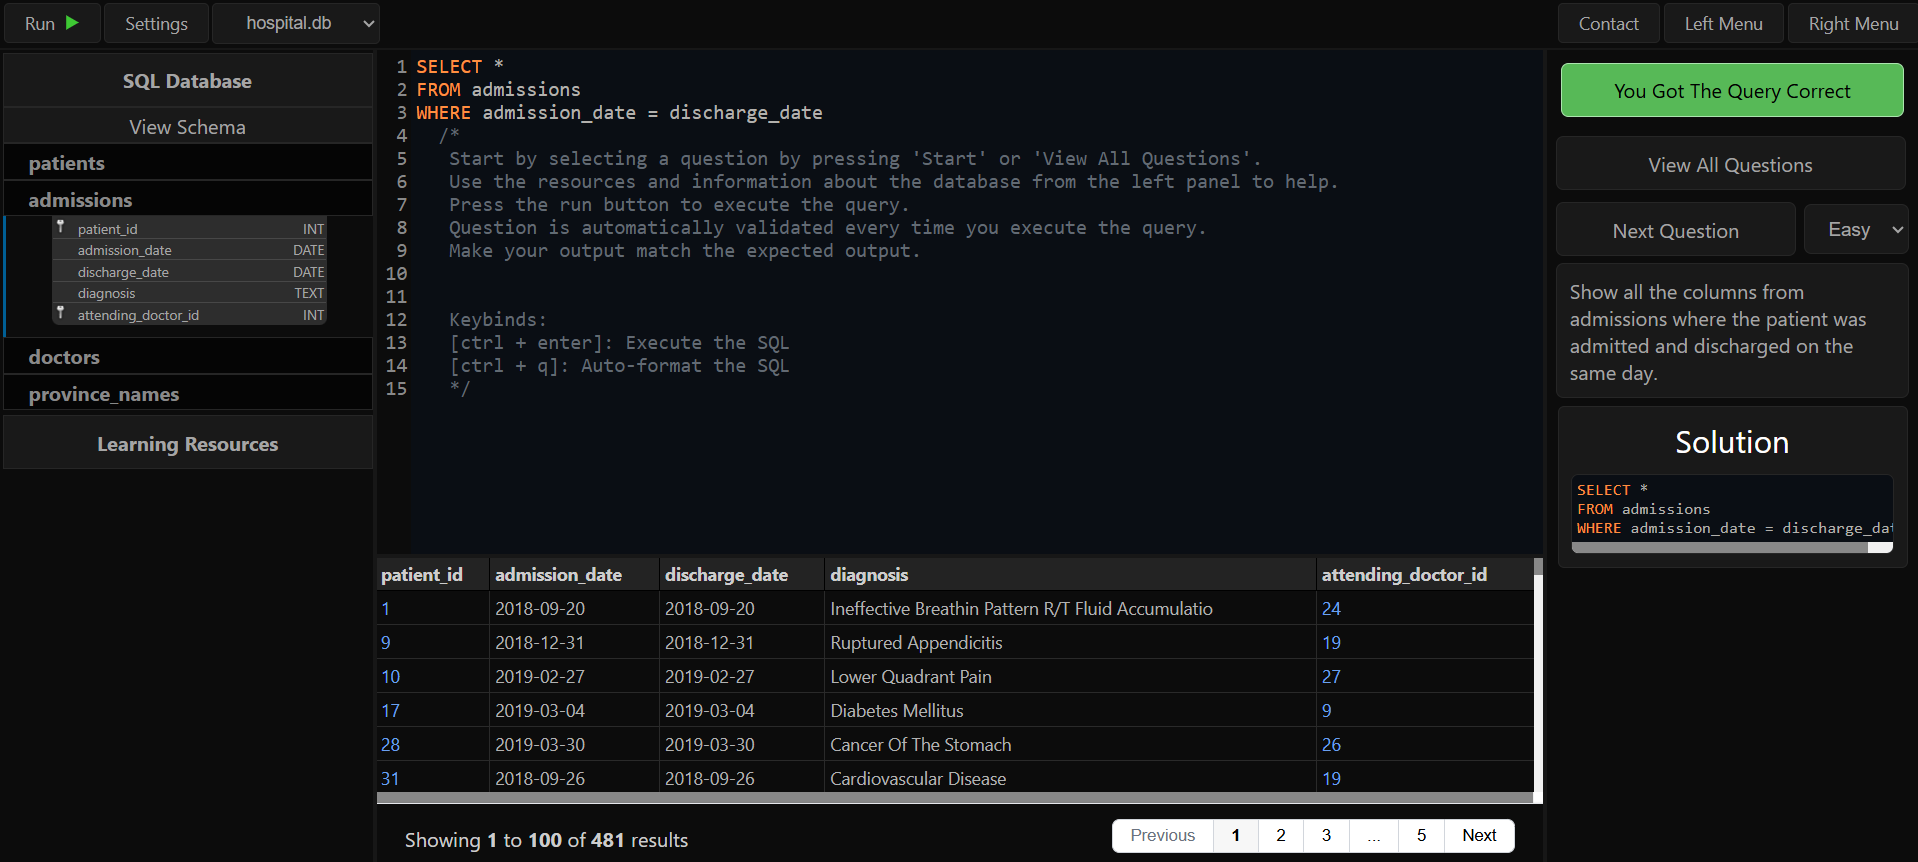 Run
Settings
hospital.db
Contact
Left Menu
Right Menu
SQL Database
View Schema
patients
admissions
patient_id INT
admission_date DATE
discharge_date DATE
diagnosis TEXT
attending_doctor_id INT
doctors
province_names
Learning Resources
1 SELECT *
2 FROM admissions
3 WHERE admission_date = discharge_date
4 /*
5 Start by selecting a question by pressing 'Start' or 'View All Questions'.
6 Use the resources and information about the database from the left panel to help.
7 Press the run button to execute the query.
8 Question is automatically validated every time you execute the query.
9 Make your output match the expected output.
10
11
12 Keybinds:
13 [ctrl + enter]: Execute the SQL
14 [ctrl + q]: Auto-format the SQL
15 */
patient_id admission_date discharge_date diagnosis attending_doctor_id
1 2018-09-20 2018-09-20 Ineffective Breathin Pattern R/T Fluid Accumulatio 24
9 2018-12-31 2018-12-31 Ruptured Appendicitis 19
10 2019-02-27 2019-02-27 Lower Quadrant Pain 27
17 2019-03-04 2019-03-04 Diabetes Mellitus 9
28 2019-03-30 2019-03-30 Cancer Of The Stomach 26
31 2018-09-26 2018-09-26 Cardiovascular Disease 19
Showing 1 to 100 of 481 results
Previous 1 2 3 ... 5 Next
You Got The Query Correct
View All Questions
Next Question
Easy
Show all the columns from
admissions where the patient was
admitted and discharged on the
same day.
Solution
SELECT *
FROM admissions
WHERE admission_date = discharge_dat